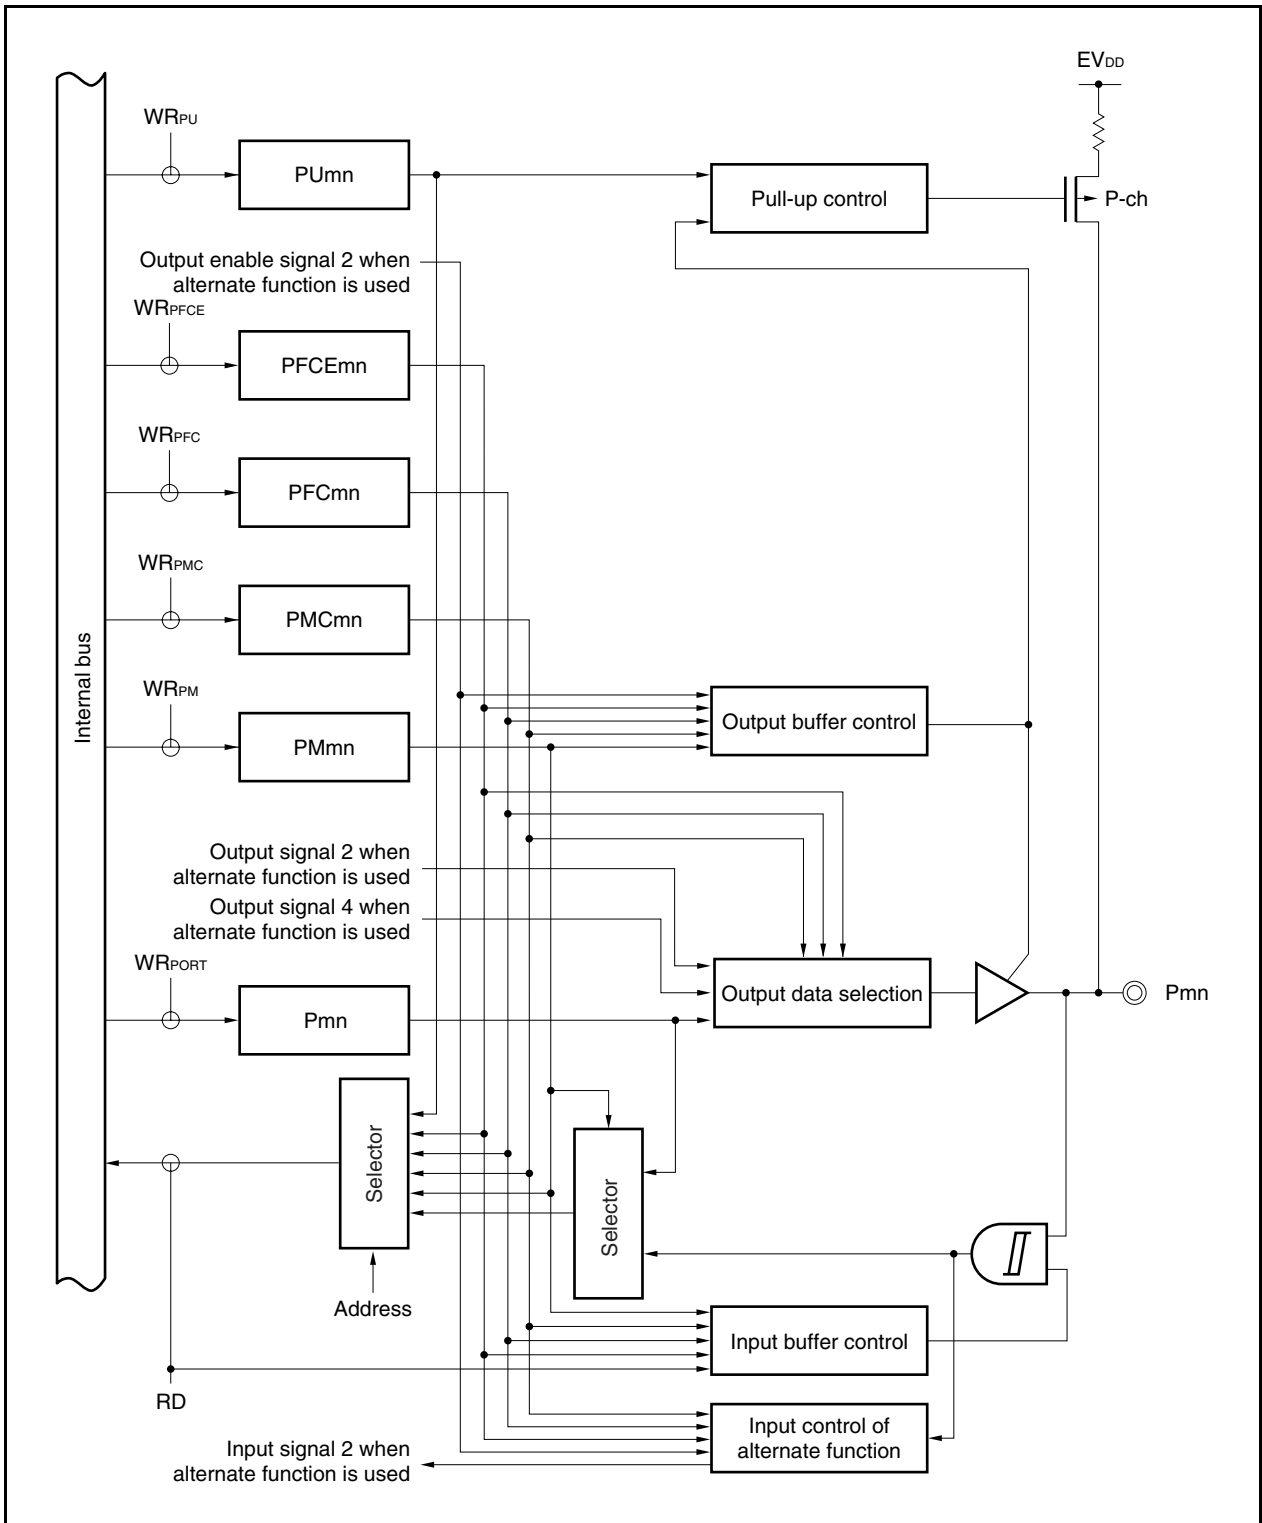 EVDD
WRPU
PUmn
Pull-up control
P-ch
Output enable signal 2 when
alternate function is used
WRPFCE
PFCEmn
WRPFC
PFCmn
WRPMC
PMCmn
Internal bus
WRPM
PMmn
Output buffer control
Output signal 2 when
alternate function is used
Output signal 4 when
alternate function is used
WRPORT
Pmn
Output data selection
Pmn
Selector
Selector
Address
Input buffer control
RD
Input control of
alternate function
Input signal 2 when
alternate function is used